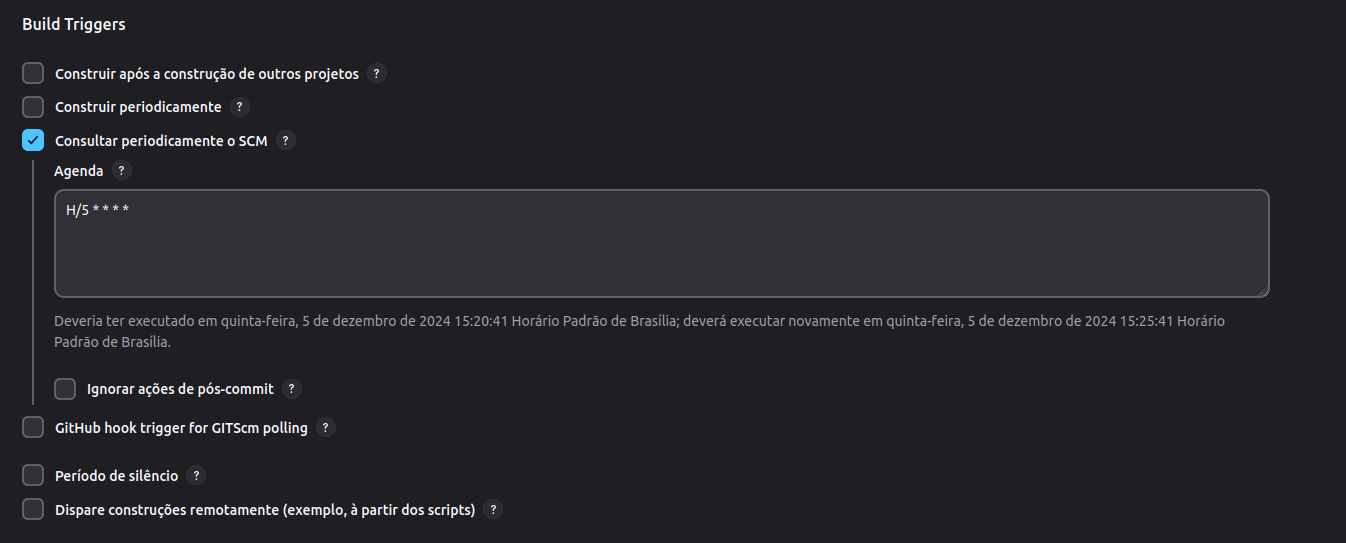 Build Triggers
Construir após a construção de outros projetos ?
Construir periodicamente ?
Consultar periodicamente o SCM ?
Agenda ?
H/5 * * * *
Deveria ter executado em quinta-feira, 5 de dezembro de 2024 15:20:41 Horário Padrão de Brasília; deverá executar novamente em quinta-feira, 5 de dezembro de 2024 15:25:41 Horário
Padrão de Brasília.
Ignorar ações de pós-commit ?
GitHub hook trigger for GITScm polling ?
Período de silêncio ?
Dispare construções remotamente (exemplo, à partir dos scripts) ?